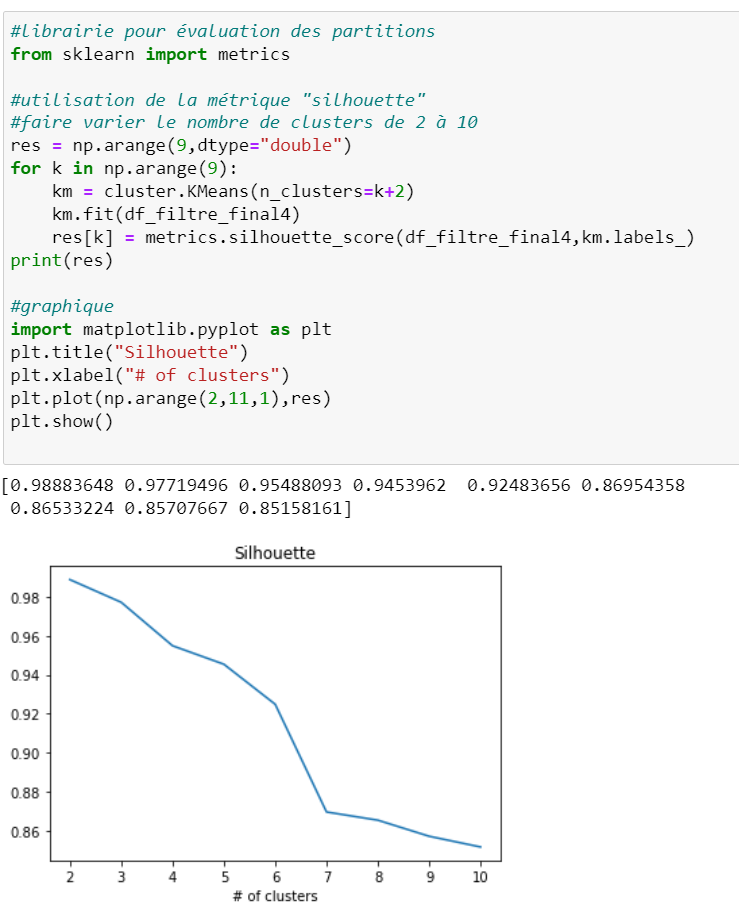 #librairie pour évaluation des partitions
from sklearn import metrics
#utilisation de la métrique "silhouette"
#faire varier le nombre de clusters de 2 à 10
res = np.arange(9,dtype="double")
for k in np.arange(9):
    km = cluster.KMeans(n_clusters=k+2)
    km.fit(df_filtre_final4)
    res[k] = metrics.silhouette_score(df_filtre_final4,km.labels_)
print(res)
#graphique
import matplotlib.pyplot as plt
plt.title("Silhouette")
plt.xlabel("# of clusters")
plt.plot(np.arange(2,11,1),res)
plt.show()
[0.98883648 0.97719496 0.95488093 0.9453962  0.92483656 0.86954358
 0.86533224 0.85707667 0.85158161]
Silhouette
0.98
0.96
0.94
0.92
0.90
0.88
0.86
2 3 4 5 6 7 8 9 10
# of clusters